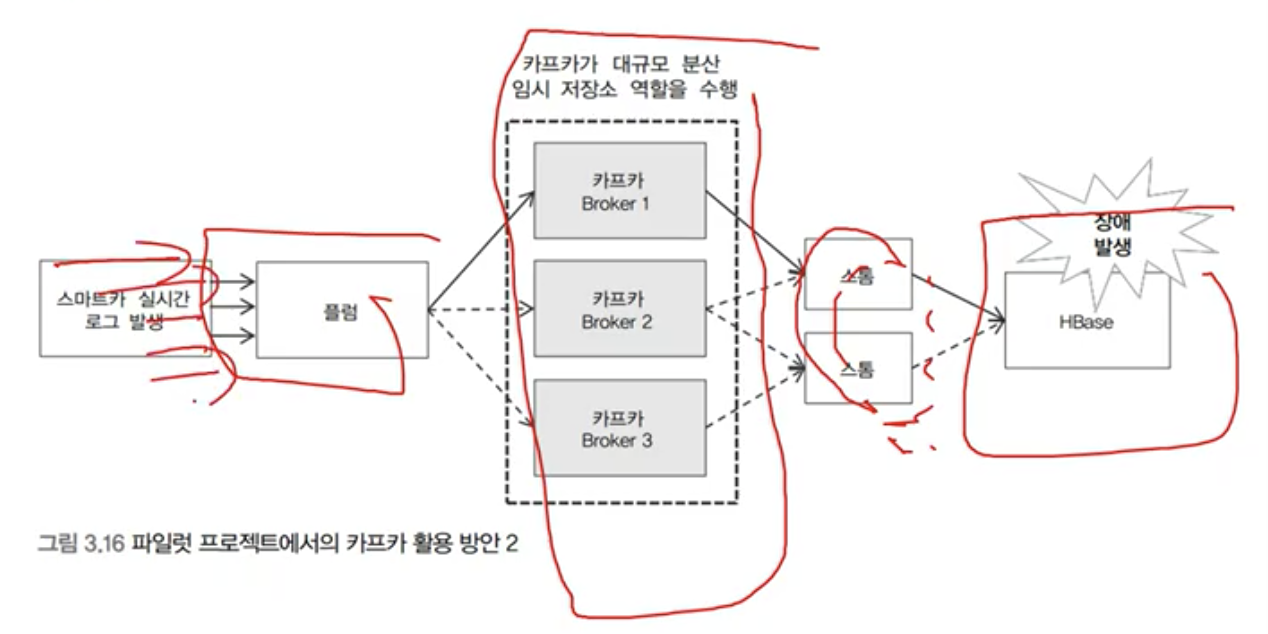 카프카가 대규모 분산
임시 저장소 역할을 수행
카프카
Broker 1
장애
발생
스마트카 실시간
로그 발생
플럼
카프카
Broker 2
스톰
HBase
스톰
카프카
Broker 3
그림 3.16 파일럿 프로젝트에서의 카프카 활용 방안 2